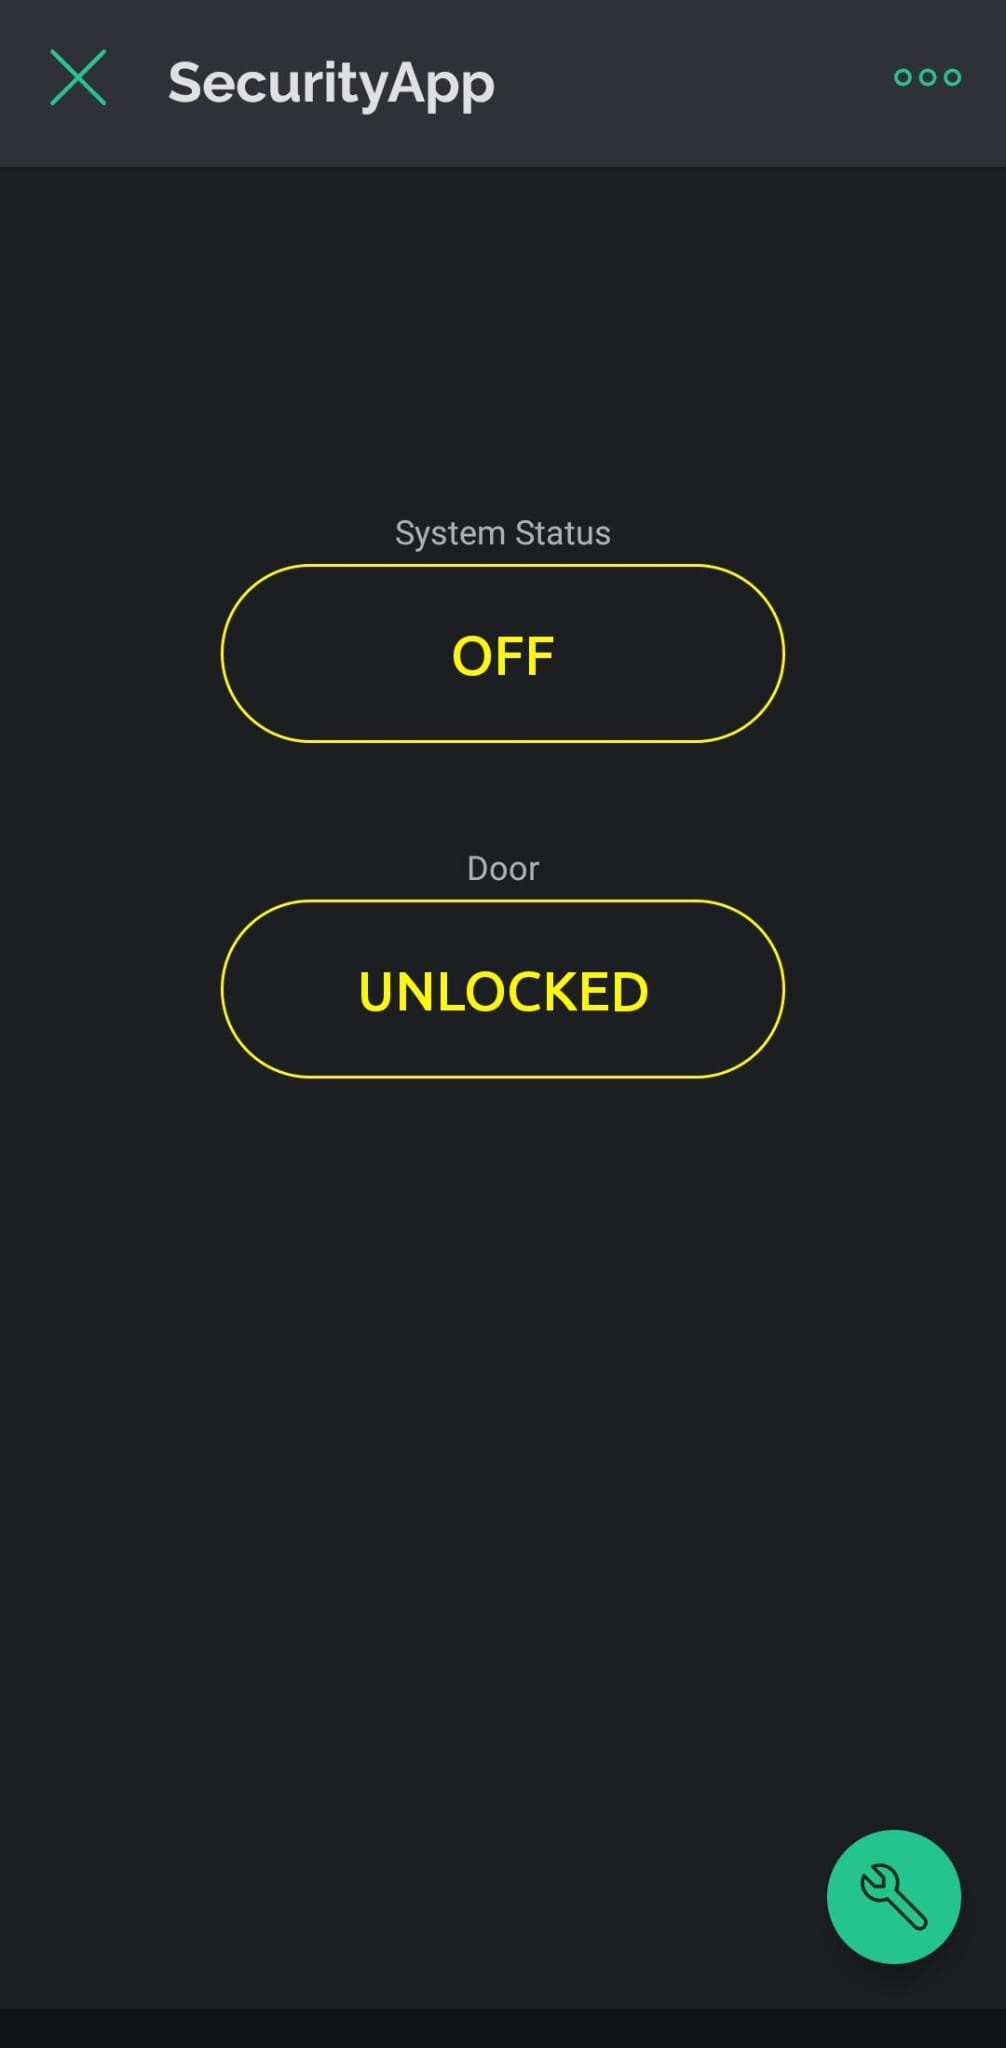 SecurityApp
System Status
OFF
Door
UNLOCKED